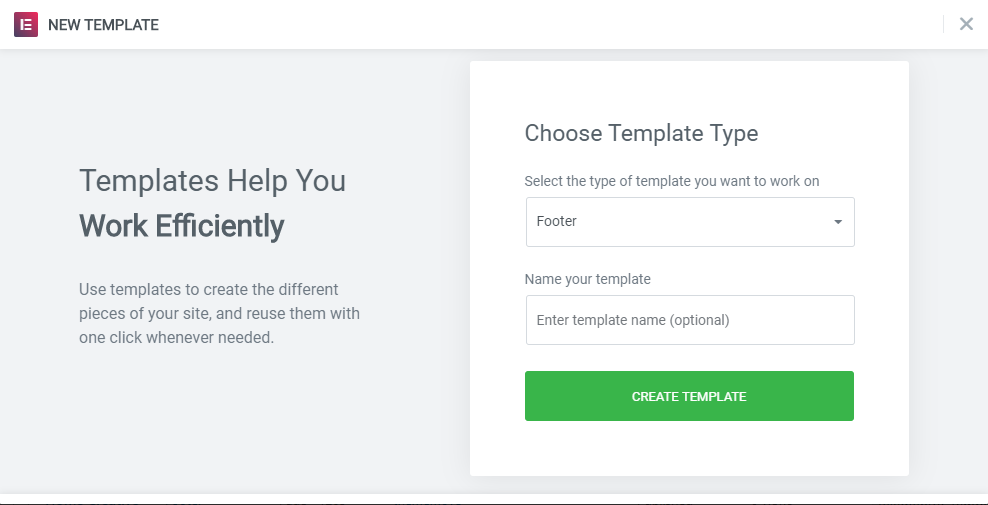 NEW TEMPLATE
Templates Help You
Work Efficiently
Use templates to create the different
pieces of your site, and reuse them with
one click whenever needed.
Choose Template Type
Select the type of template you want to work on
Footer
Name your template
Enter template name (optional)
CREATE TEMPLATE